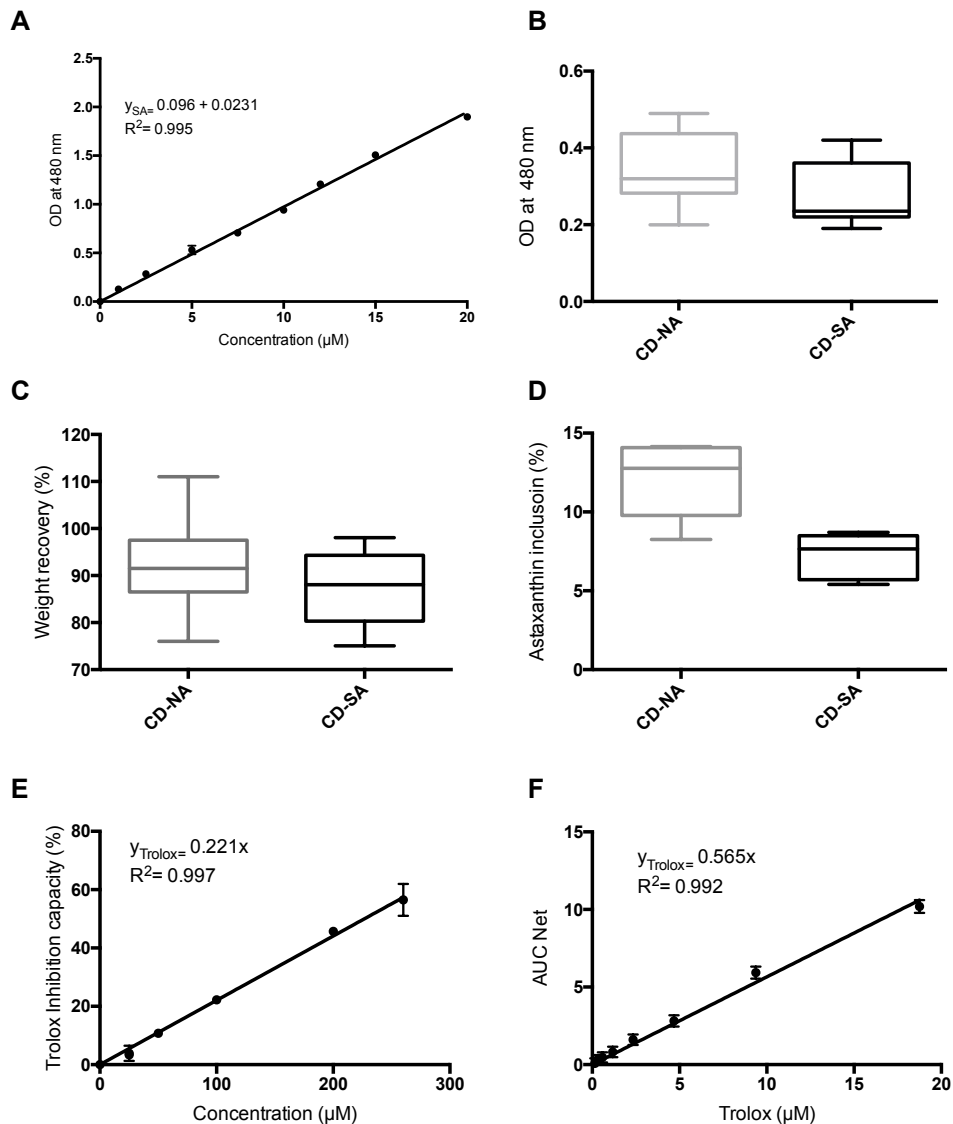 A
OD at 480 nm
2.5
2.0
1.5
1.0
0.5
0.0
y_SA= 0.096 + 0.0231
R²= 0.995
0
5
10
15
20
Concentration (µM)
B
OD at 480 nm
0.6
0.4
0.2
0.0
CD-NA
CD-SA
C
Weight recovery (%)
120
110
100
90
80
70
CD-NA
CD-SA
D
Astaxanthin inclusoin (%)
15
10
5
0
CD-NA
CD-SA
E
Trolox Inhibition capacity (%)
80
60
40
20
0
y_Trolox= 0.221x
R²= 0.997
0
100
200
300
Concentration (µM)
F
AUC Net
15
10
5
0
y_Trolox= 0.565x
R²= 0.992
0
5
10
15
20
Trolox (µM)